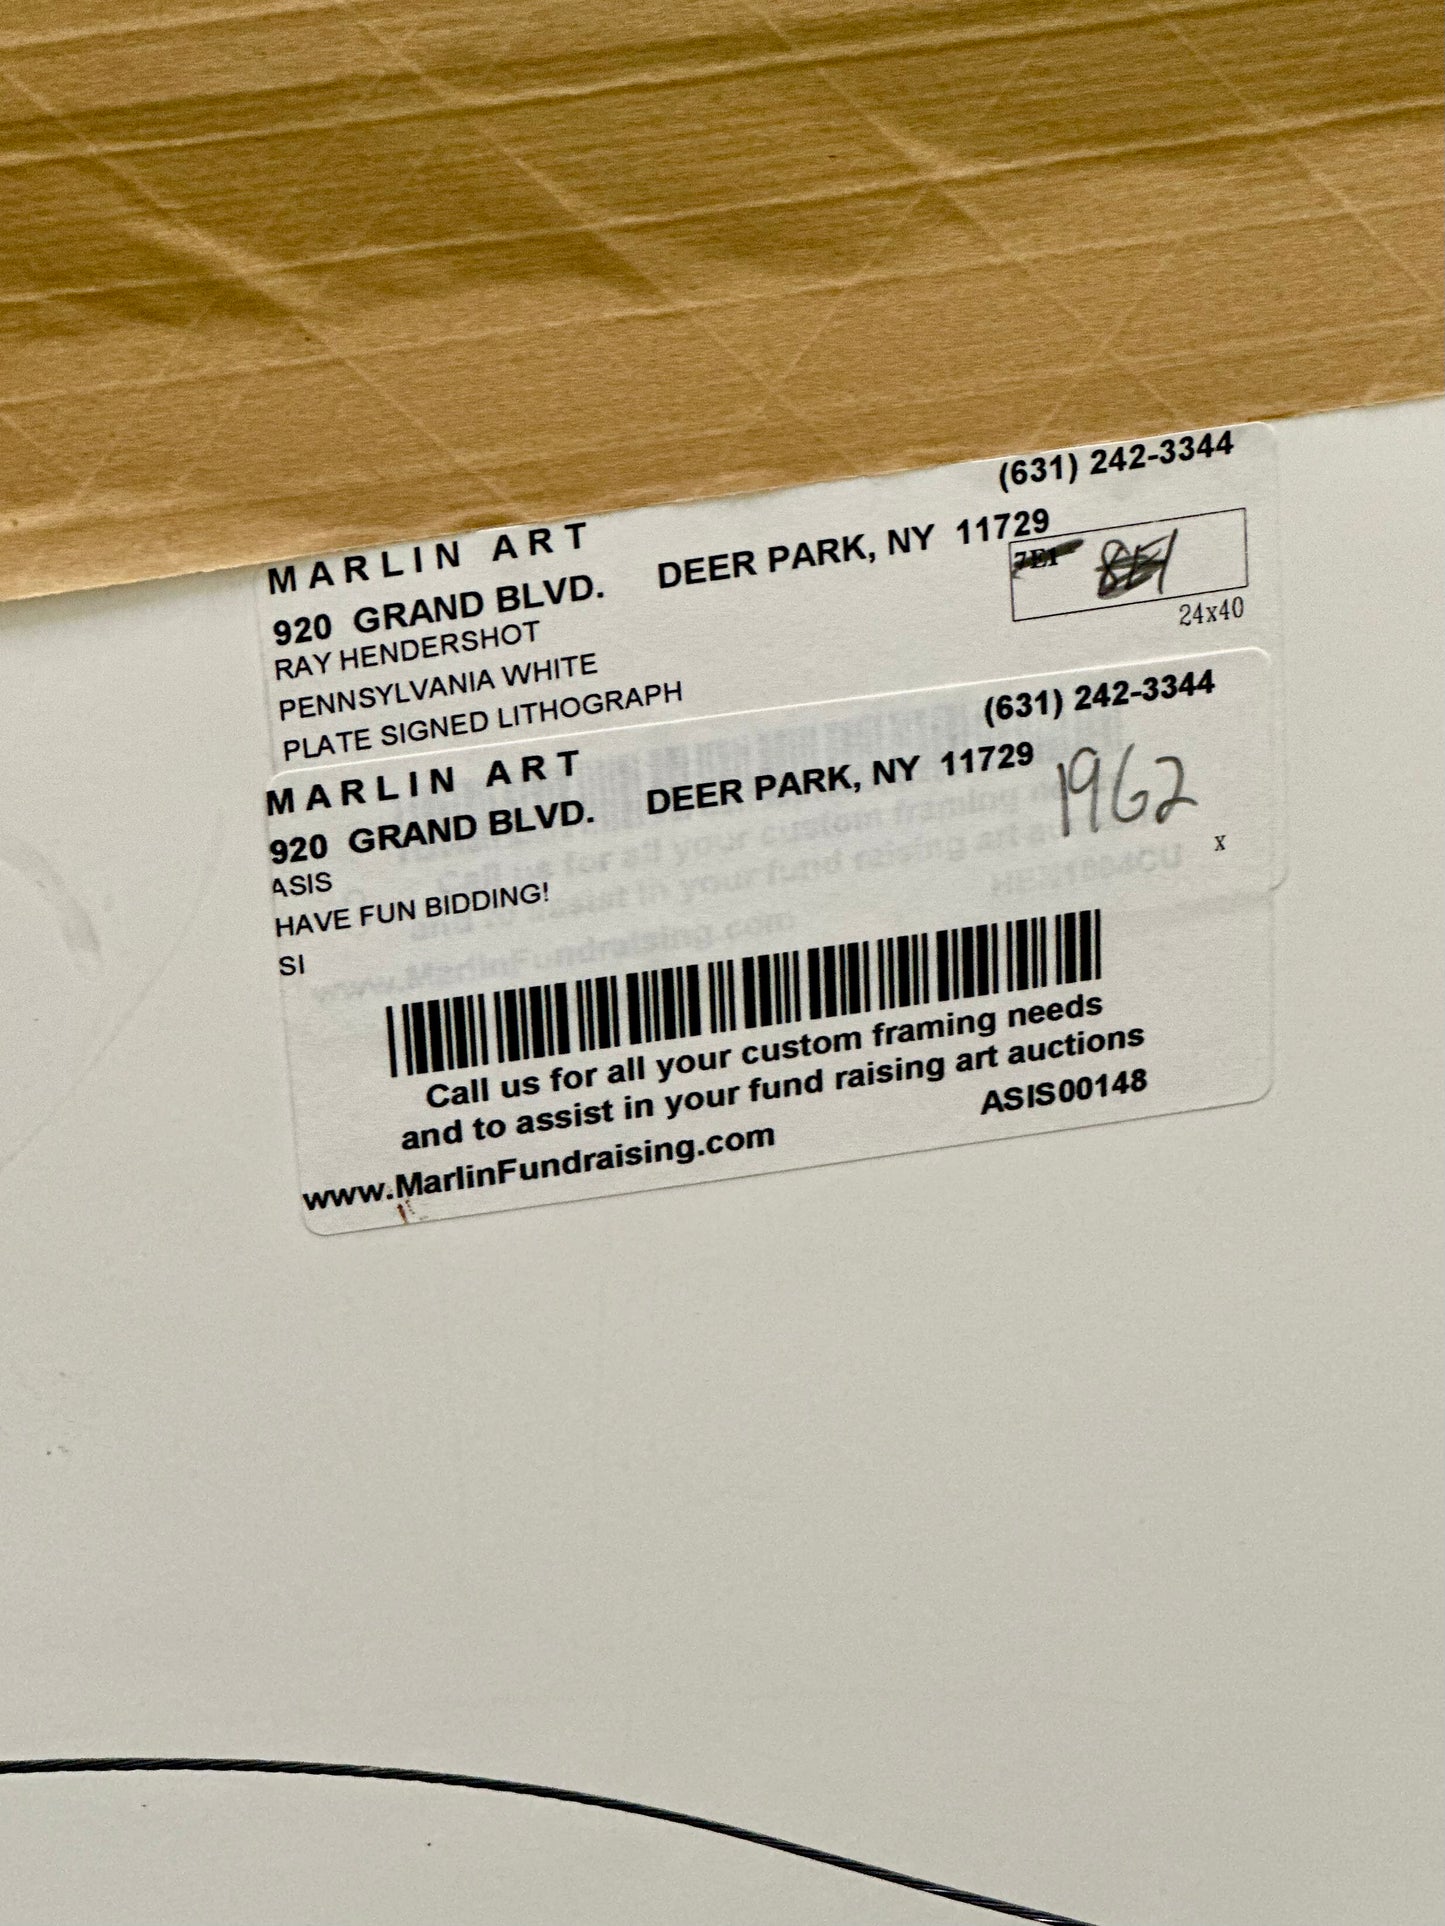 (631) 242-3344
MARLIN ART
920 GRAND BLVD. DEER PARK, NY 11729
7E1
RAY HENDERSHOT
24x40
PENNSYLVANIA WHITE
PLATE SIGNED LITHOGRAPH
(631) 242-3344
MARLIN ART
920 GRAND BLVD. DEER PARK, NY 11729
1962
ASIS
x
HAVE FUN BIDDING!
SI
Call us for all your custom framing needs
and to assist in your fund raising art auctions
ASIS00148
www.MarlinFundraising.com